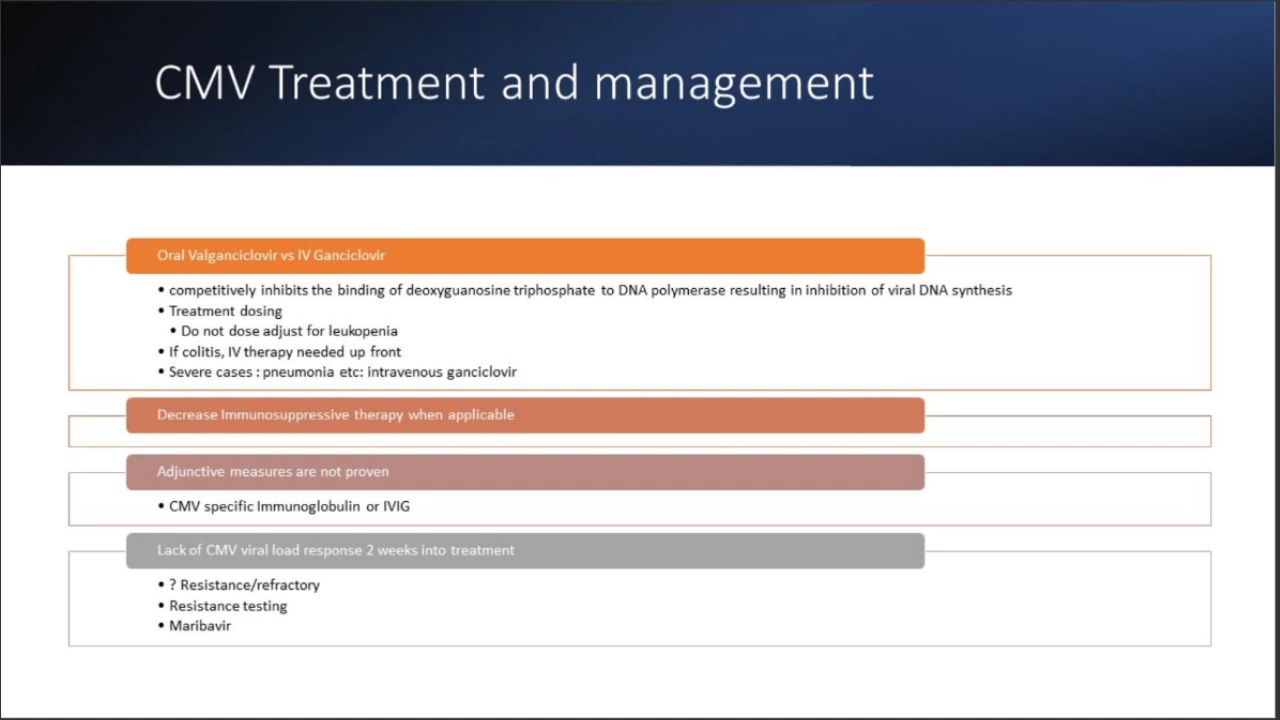 CMV Treatment and management
Oral Valganciclovir vs IV Ganciclovir
• competitively inhibits the binding of deoxyguanosine triphosphate to DNA polymerase resulting in inhibition of viral DNA synthesis
• Treatment dosing
• Do not dose adjust for leukopenia
• If colitis, IV therapy needed up front
• Severe cases : pneumonia etc: intravenous ganciclovir
Decrease Immunosuppressive therapy when applicable
Adjunctive measures are not proven
• CMV specific Immunoglobulin or IVIG
Lack of CMV viral load response 2 weeks into treatment
• ? Resistance/refractory
• Resistance testing
• Maribavir